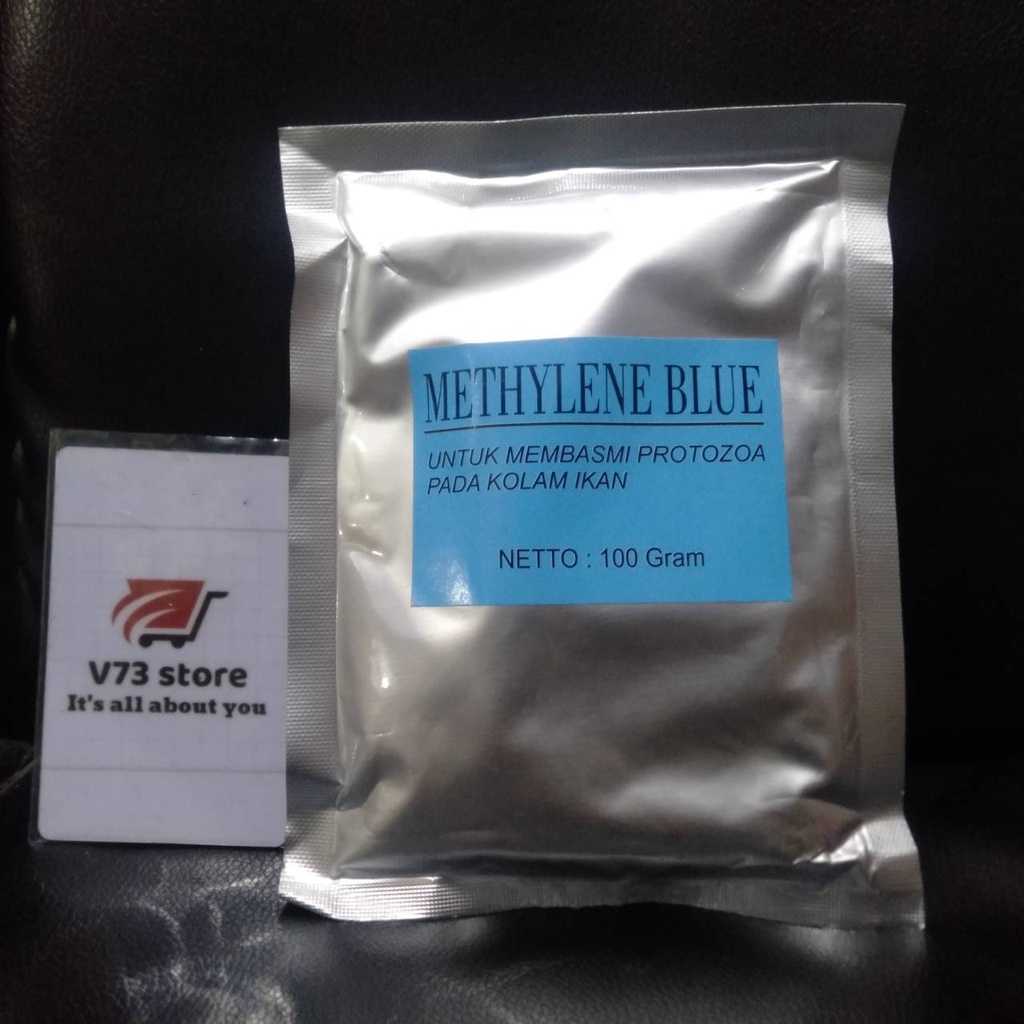 METHYLENE BLUE
UNTUK MEMBASMI PROTOZOA
PADA KOLAM IKAN
NETTO : 100 Gram
V73 store
It's all about you